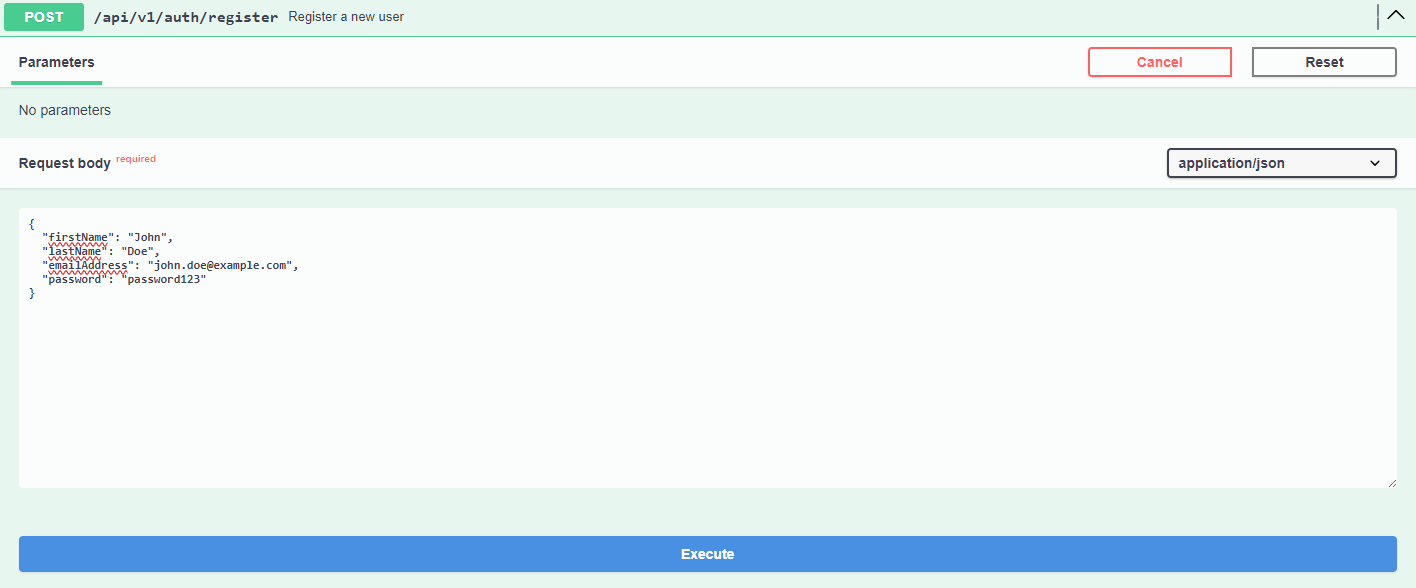 POST /api/v1/auth/register Register a new user
Parameters Cancel Reset
No parameters
Request body required application/json
{
  "firstName": "John",
  "lastName": "Doe",
  "emailAddress": "john.doe@example.com",
  "password": "password123"
}
Execute